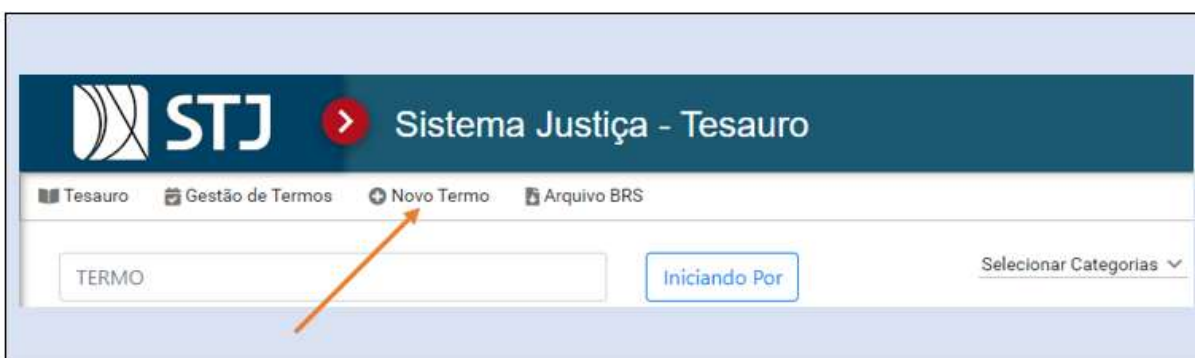 STJ Sistema Justiça - Tesauro
Tesauro Gestão de Termos Novo Termo Arquivo BRS
TERMO Iniciando Por Selecionar Categorias